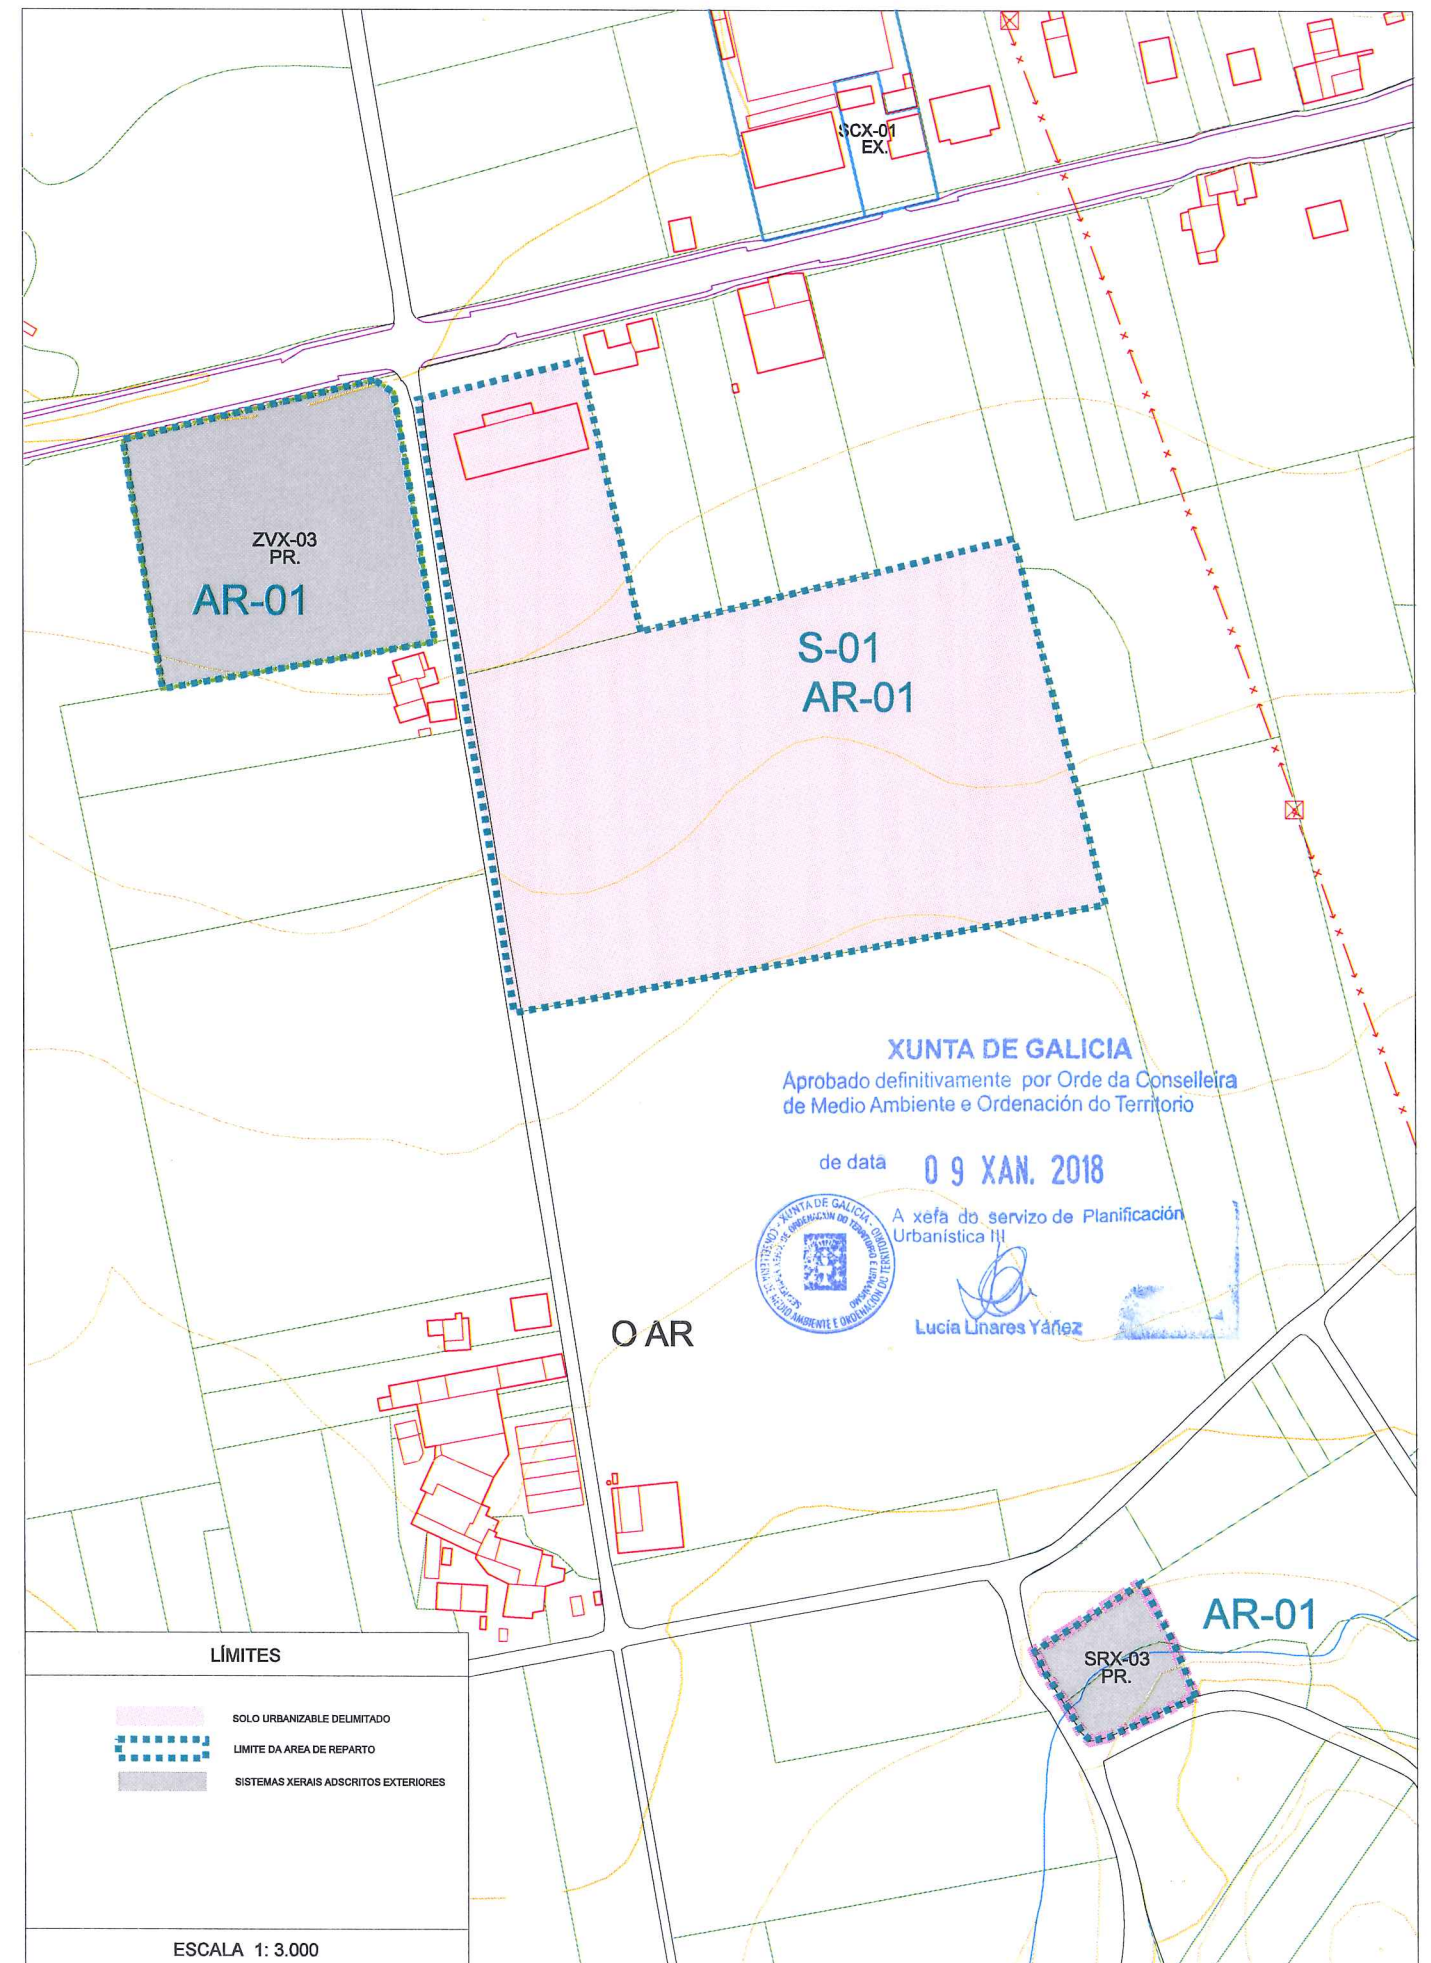 SCX-01
EX.
ZVX-03
PR.
AR-01
S-01
AR-01
XUNTA DE GALICIA
Aprobado definitivamente por Orde da Conselleira
de Medio Ambiente e Ordenación do Territorio
de data 09 XAN. 2018
A xefa do servizo de Planificación
Urbanística III
Lucía Linares Yáñez
O AR
AR-01
SRX-03
PR.
LÍMITES
SOLO URBANIZABLE DELIMITADO
LIMITE DA AREA DE REPARTO
SISTEMAS XERAIS ADSCRITOS EXTERIORES
ESCALA 1: 3.000